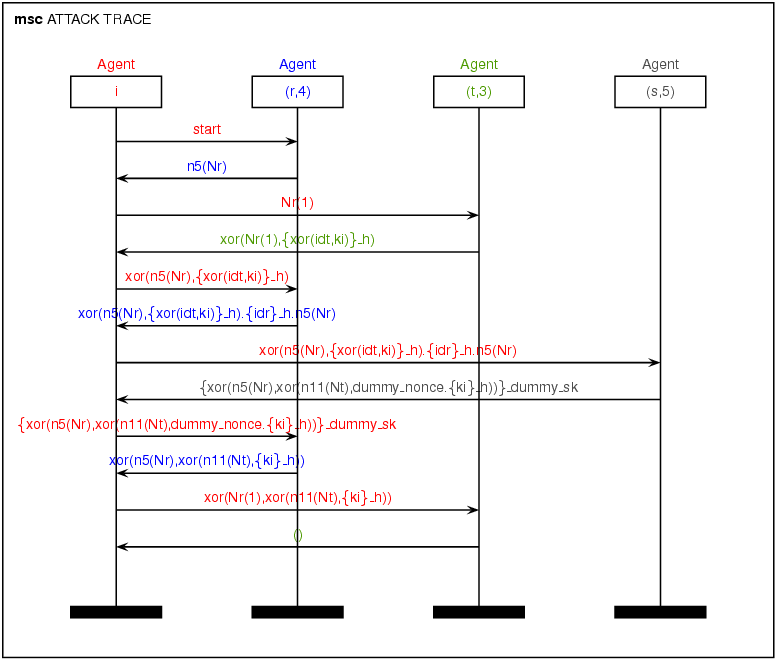 msc ATTACK TRACE
Agent Agent Agent Agent
i (r,4) (t,3) (s,5)
start
n5(Nr)
Nr(1)
xor(Nr(1),{xor(idt,ki)}_h)
xor(n5(Nr),{xor(idt,ki)}_h)
xor(n5(Nr),{xor(idt,ki)}_h).{idr}_h.n5(Nr)
xor(n5(Nr),{xor(idt,ki)}_h).{idr}_h.n5(Nr)
{xor(n5(Nr),xor(n11(Nt),dummy_nonce.{ki}_h))}_dummy_sk
{xor(n5(Nr),xor(n11(Nt),dummy_nonce.{ki}_h))}_dummy_sk
xor(n5(Nr),xor(n11(Nt),{ki}_h))
xor(Nr(1),xor(n11(Nt),{ki}_h))
()